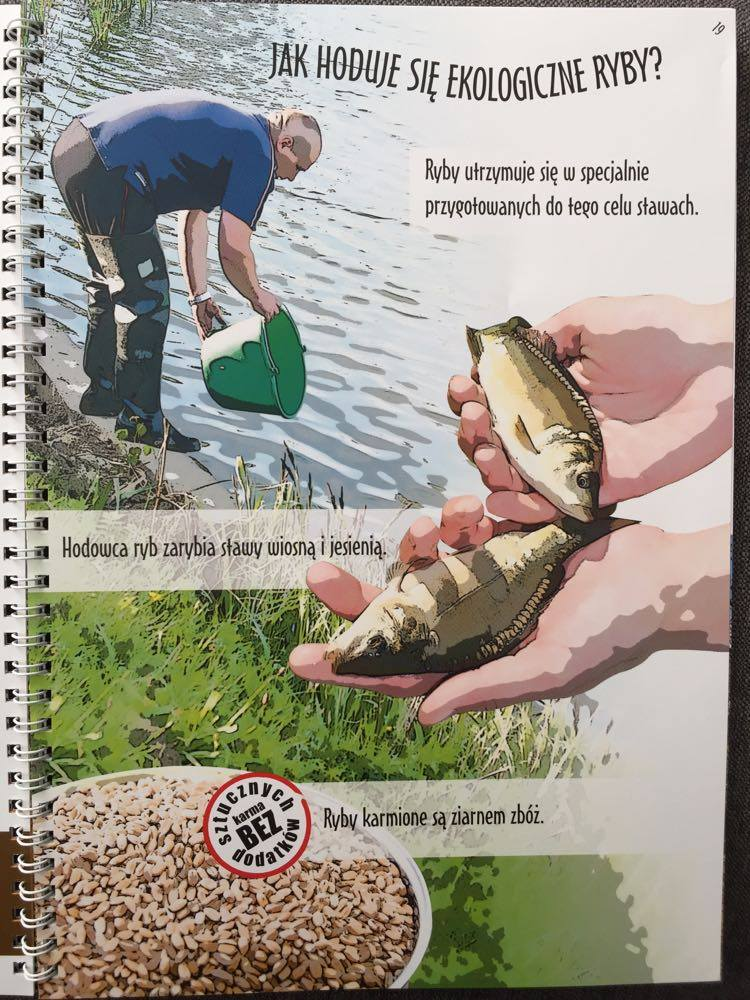 19
JAK HODUJE SIĘ EKOLOGICZNE RYBY?
Ryby utrzymuje się w specjalnie
przygotowanych do tego celu stawach.
Hodowca ryb zarybia stawy wiosną i jesienią.
sztucznych
karma
BEZ
dodatków
Ryby karmione są ziarnem zbóż.